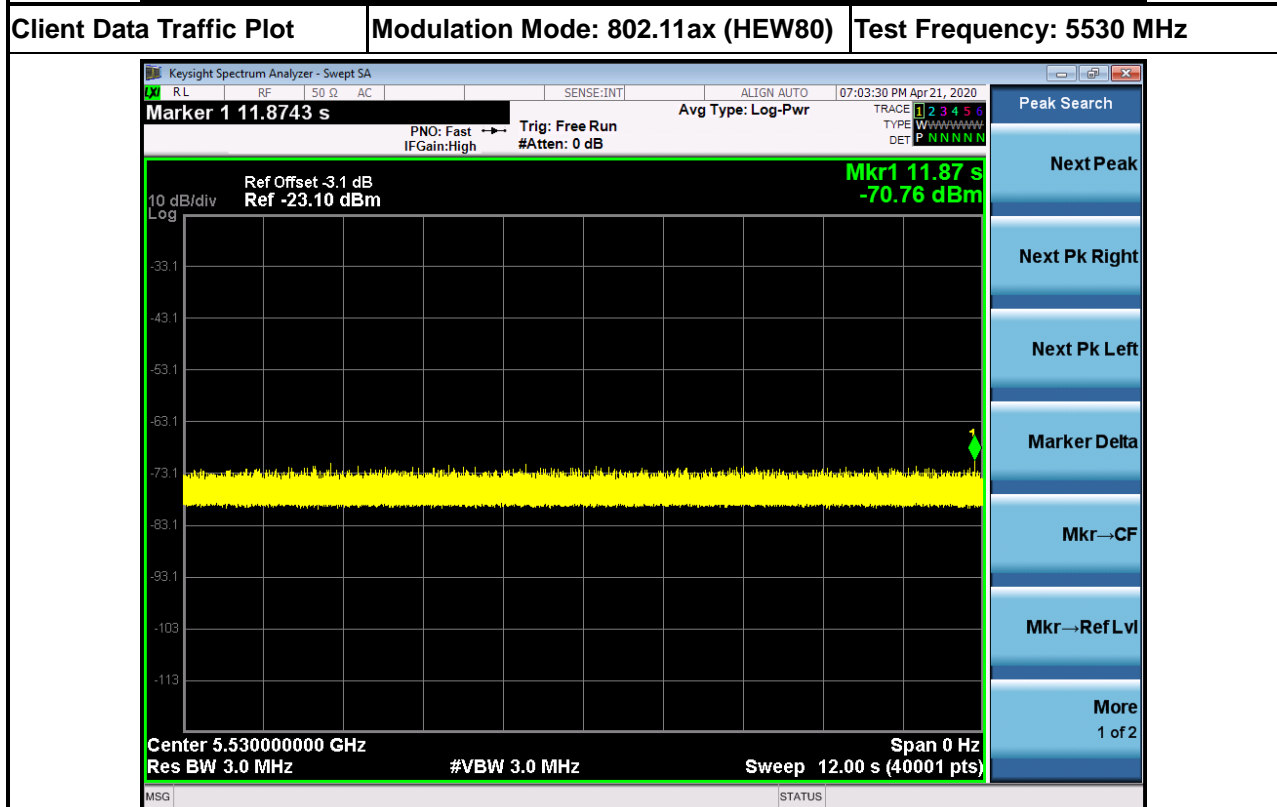 Client Data Traffic Plot
Modulation Mode: 802.11ax (HEW80)
Test Frequency: 5530 MHz
Keysight Spectrum Analyzer - Swept SA
LXI RL RF 50 Ω AC SENSE:INT ALIGN AUTO 07:03:30 PM Apr 21, 2020
Marker 1 11.8743 s
PNO: Fast
IFGain:High
Trig: Free Run
#Atten: 0 dB
Avg Type: Log-Pwr
TRACE 1 2 3 4 5 6
TYPE WWWWWW
DET P N N N N N
Peak Search
Ref Offset -3.1 dB
10 dB/div Ref -23.10 dBm
Log
Mkr1 11.87 s
-70.76 dBm
-33.1
-43.1
-53.1
-63.1
-73.1
-83.1
-93.1
-103
-113
1
Center 5.530000000 GHz
Span 0 Hz
Res BW 3.0 MHz
#VBW 3.0 MHz
Sweep 12.00 s (40001 pts)
Next Peak
Next Pk Right
Next Pk Left
Marker Delta
Mkr→CF
Mkr→Ref Lvl
More
1 of 2
MSG
STATUS